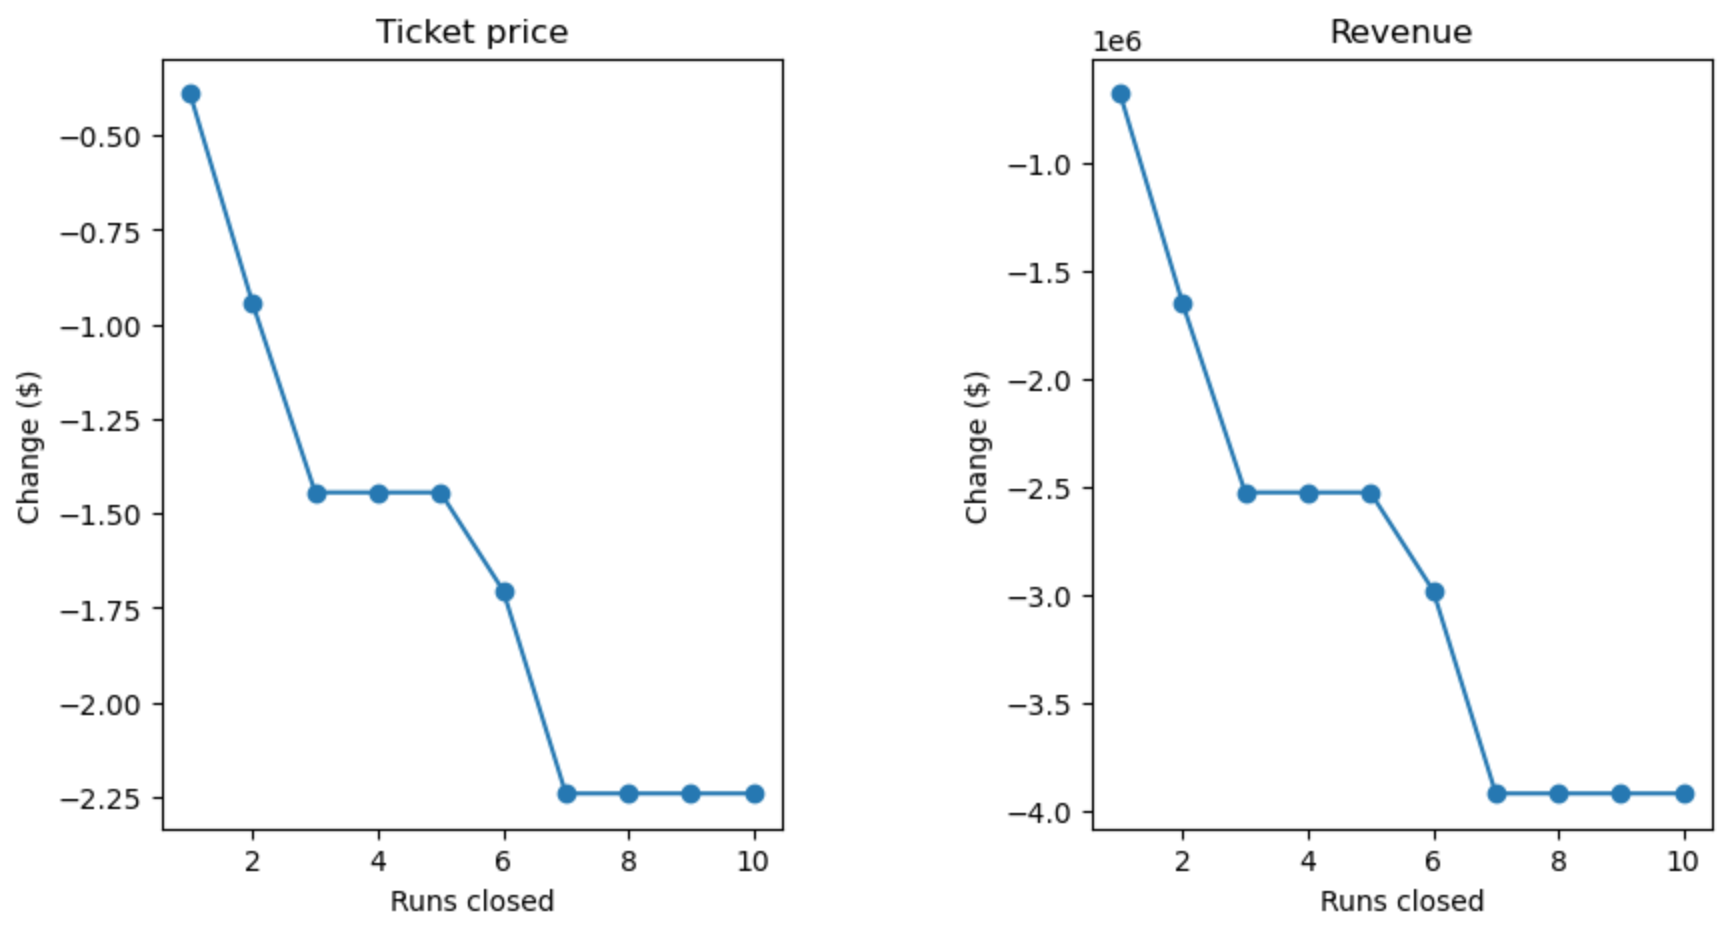 Ticket price
−0.50
−0.75
−1.00
−1.25
−1.50
−1.75
−2.00
−2.25
Change ($)
2 4 6 8 10
Runs closed
Revenue
1e6
−1.0
−1.5
−2.0
−2.5
−3.0
−3.5
−4.0
Change ($)
2 4 6 8 10
Runs closed